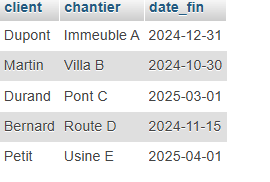 client chantier date_fin
Dupont Immeuble A 2024-12-31
Martin Villa B 2024-10-30
Durand Pont C 2025-03-01
Bernard Route D 2024-11-15
Petit Usine E 2025-04-01